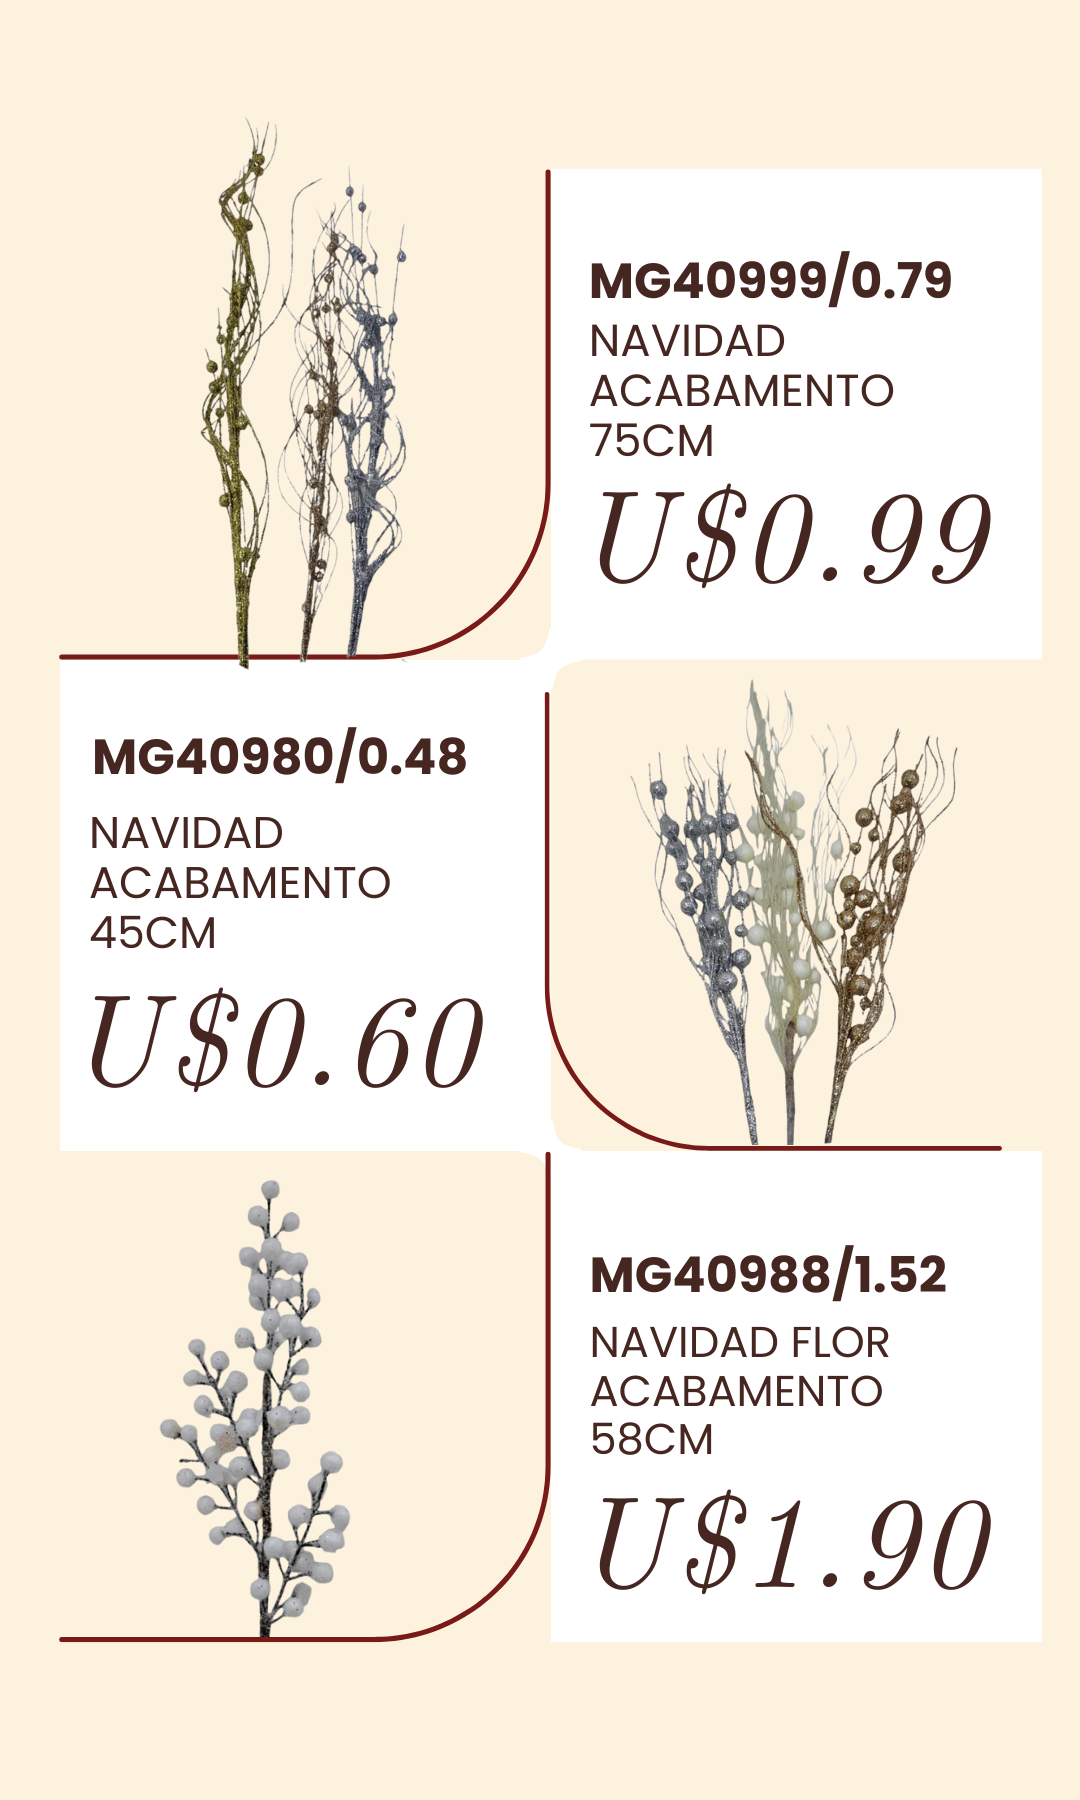 MG40999/0.79
NAVIDAD
ACABAMENTO
75CM
U$0.99
MG40980/0.48
NAVIDAD
ACABAMENTO
45CM
U$0.60
MG40988/1.52
NAVIDAD FLOR
ACABAMENTO
58CM
U$1.90